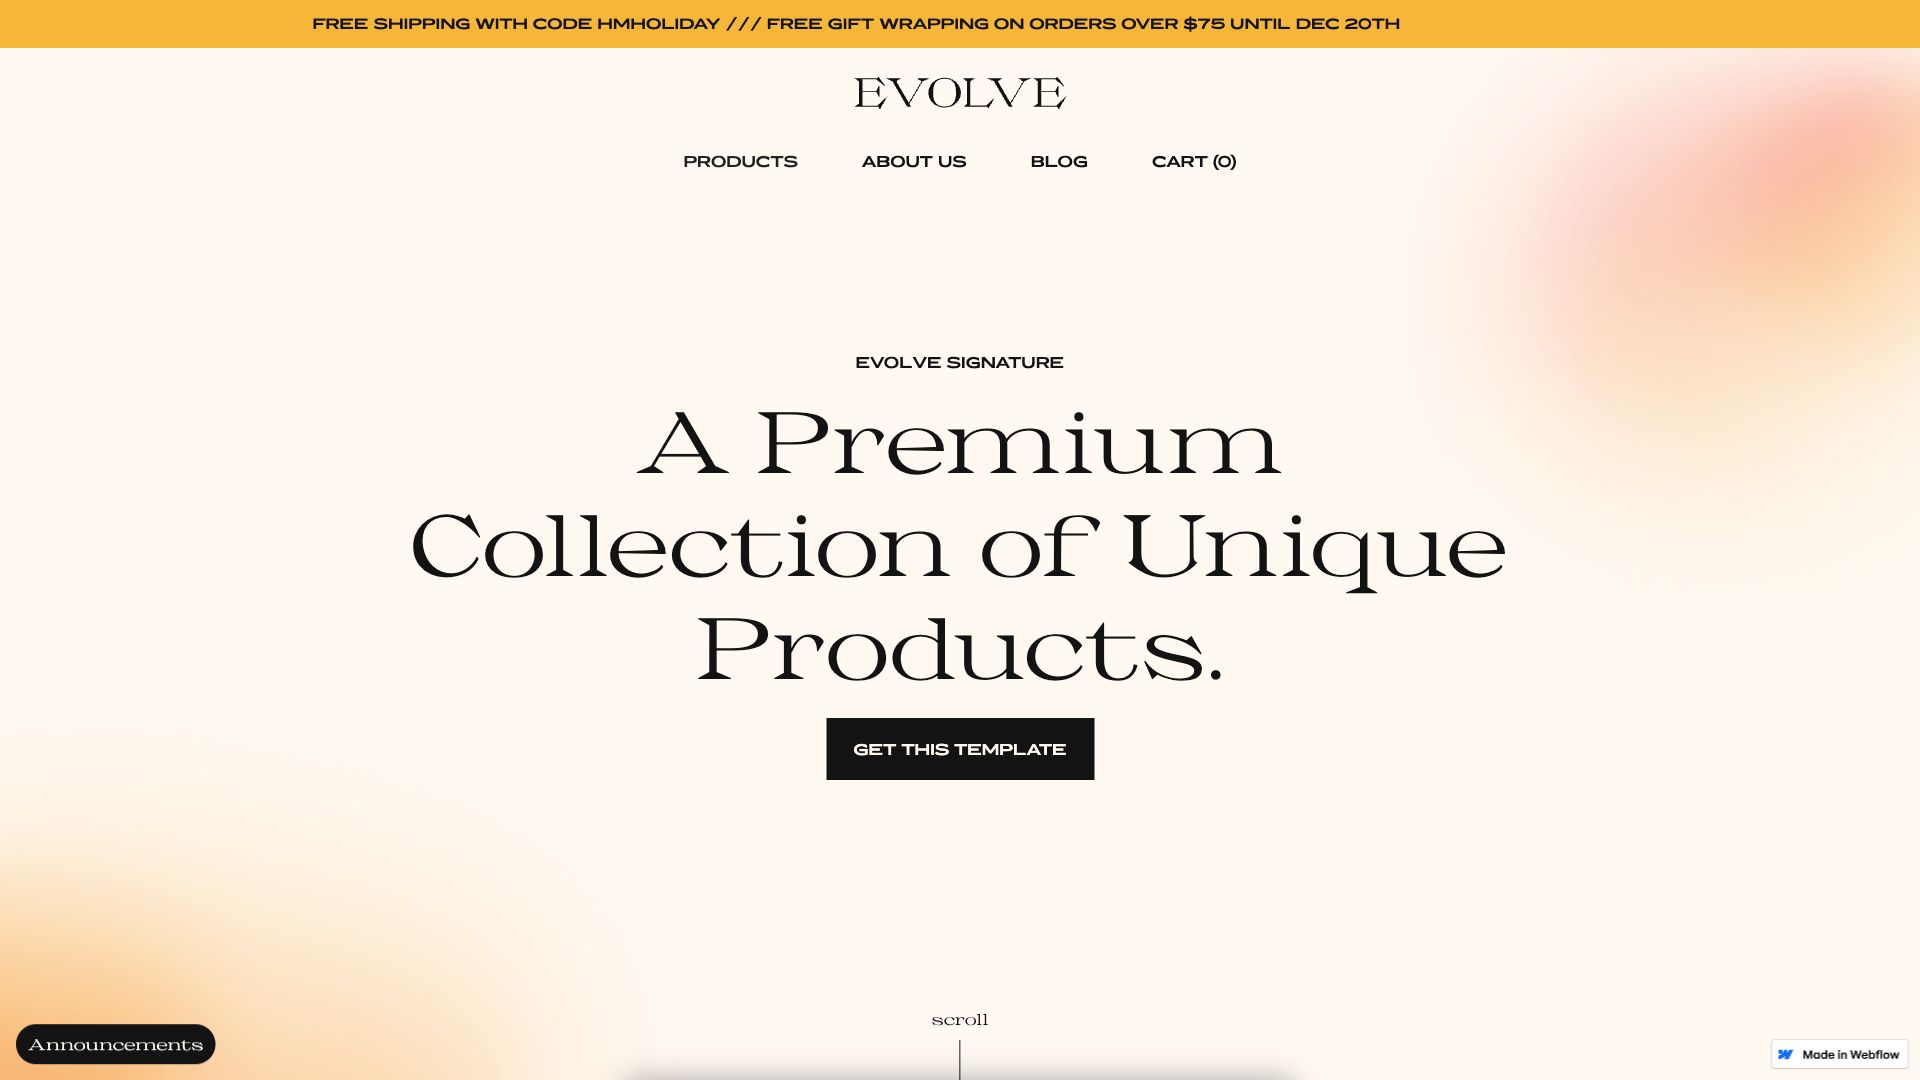 FREE SHIPPING WITH CODE HMHOLIDAY /// FREE GIFT WRAPPING ON ORDERS OVER $75 UNTIL DEC 20TH
EVOLVE
PRODUCTS ABOUT US BLOG CART (0)
EVOLVE SIGNATURE
A Premium
Collection of Unique
Products.
GET THIS TEMPLATE
scroll
Announcements
Made in Webflow